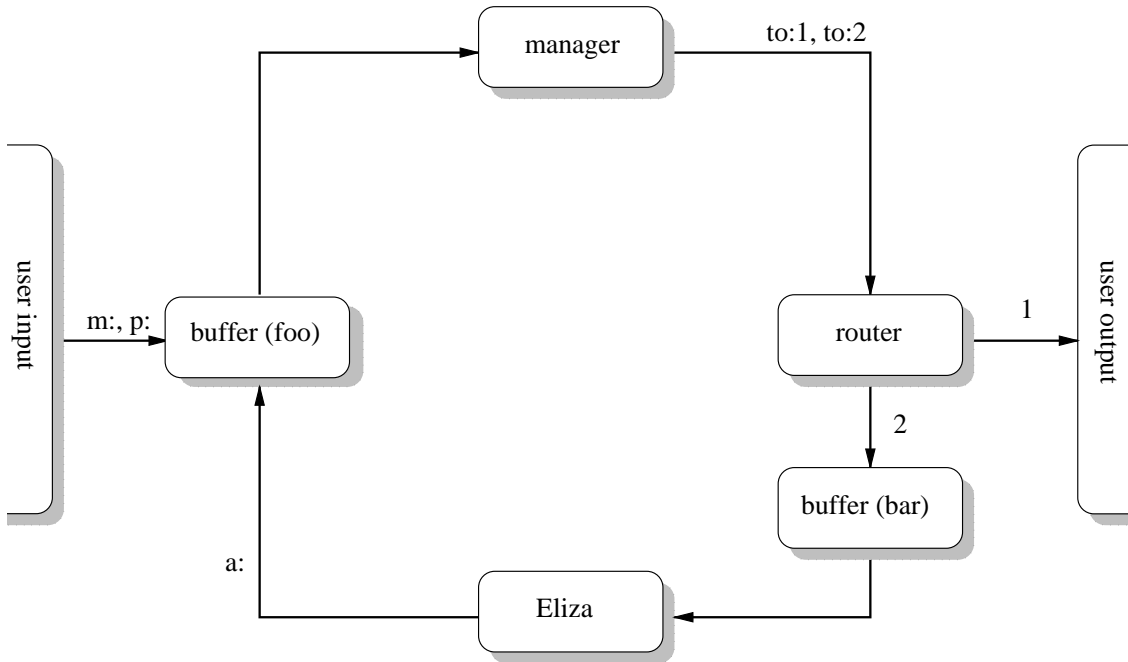 manager
to:1, to:2
user input
m:, p:
buffer (foo)
router
1
user output
2
buffer (bar)
a:
Eliza